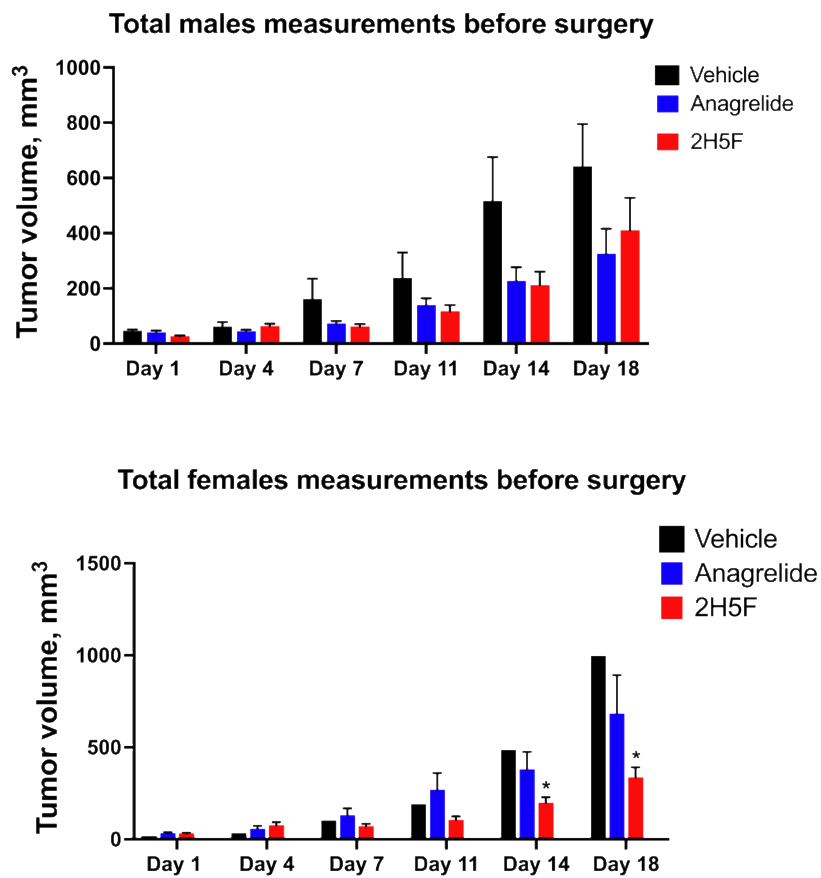 Total males measurements before surgery
Tumor volume, mm3
1000
800
600
400
200
0
Day 1 Day 4 Day 7 Day 11 Day 14 Day 18
Vehicle
Anagrelide
2H5F
Total females measurements before surgery
Tumor volume, mm3
1500
1000
500
0
* *
Day 1 Day 4 Day 7 Day 11 Day 14 Day 18
Vehicle
Anagrelide
2H5F